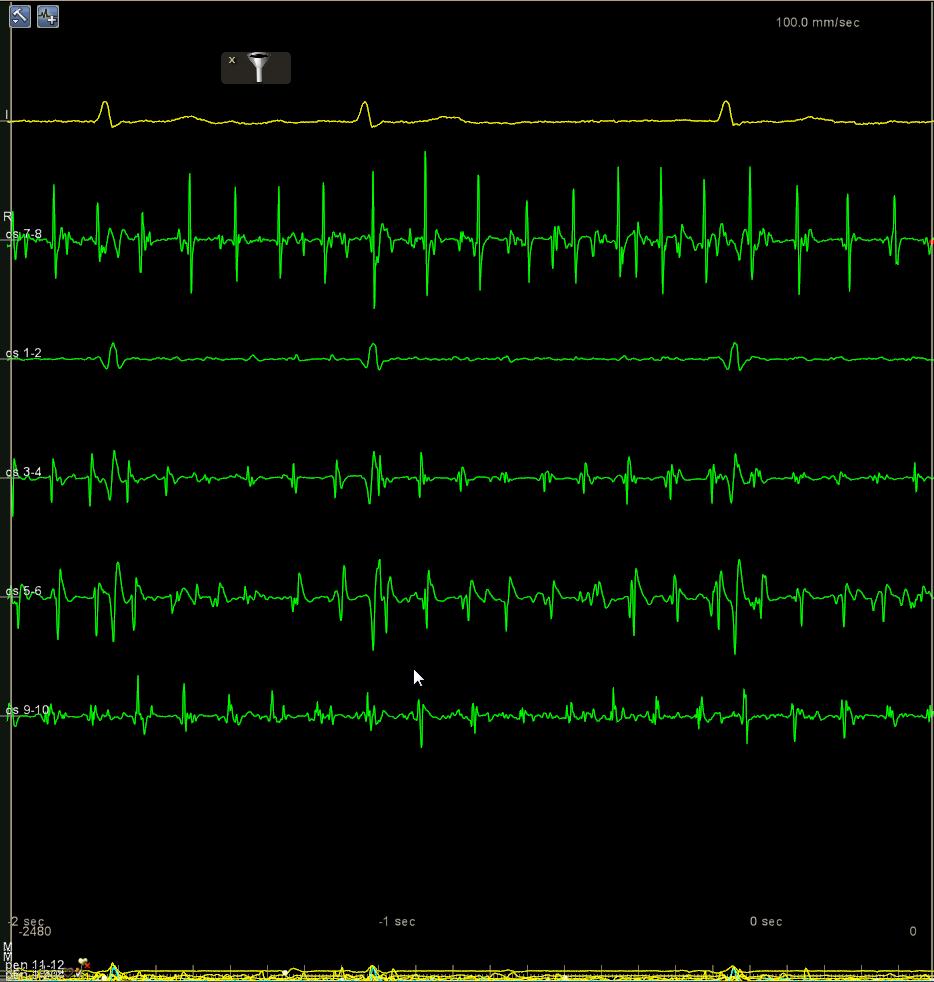 100.0 mm/sec
x
I
R
cs 7-8
cs 1-2
cs 3-4
cs 5-6
cs 9-10
-2 sec
-1 sec
0 sec
-2480
0
M
M
pen 11-12